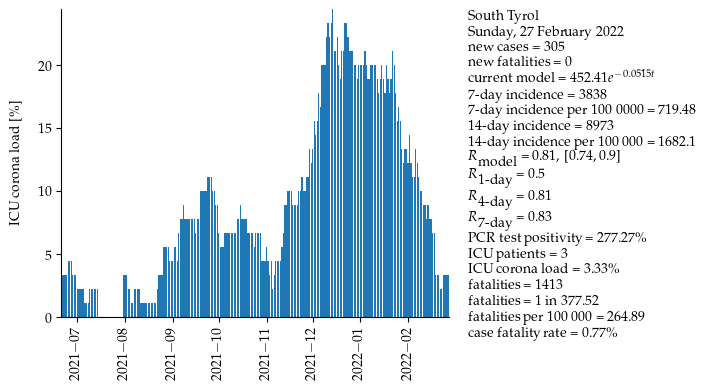 South Tyrol
Sunday, 27 February 2022
new cases = 305
new fatalities = 0
current model = 452.41e^{-0.0515t}
7-day incidence = 3838
7-day incidence per 100 0000 = 719.48
14-day incidence = 8973
14-day incidence per 100 000 = 1682.1
R_model = 0.81, [0.74, 0.9]
R_1-day = 0.5
R_4-day = 0.81
R_7-day = 0.83
PCR test positivity = 277.27%
ICU patients = 3
ICU corona load = 3.33%
fatalities = 1413
fatalities = 1 in 377.52
fatalities per 100 000 = 264.89
case fatality rate = 0.77%
ICU corona load [%]
20
15
10
5
0
2021−07
2021−08
2021−09
2021−10
2021−11
2021−12
2022−01
2022−02